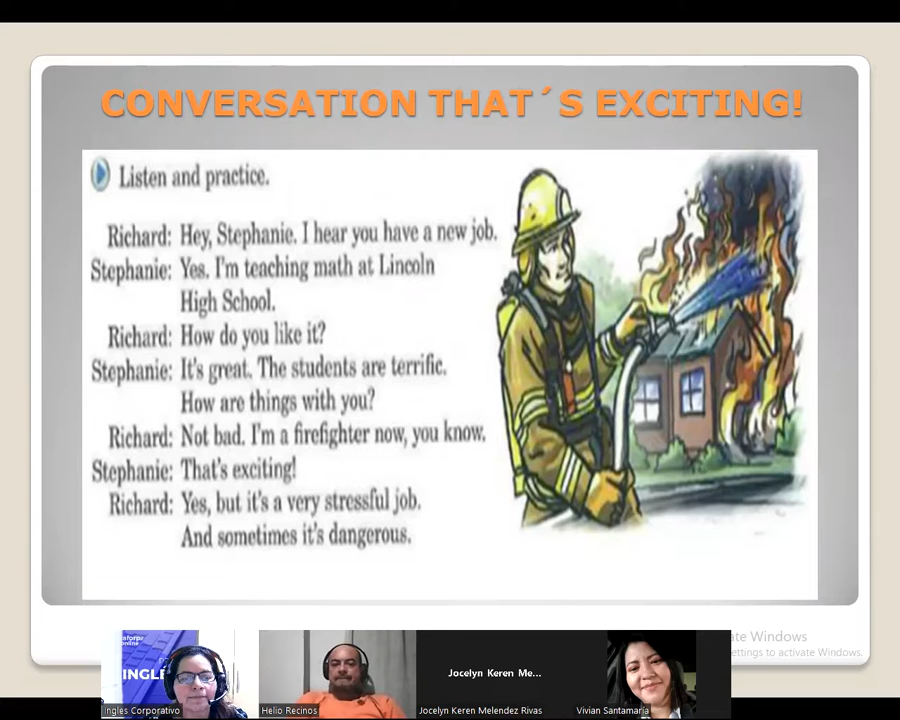 CONVERSATION THAT´S EXCITING!
Listen and practice.
Richard: Hey, Stephanie. I hear you have a new job.
Stephanie: Yes. I'm teaching math at Lincoln
High School.
Richard: How do you like it?
Stephanie: It's great. The students are terrific.
How are things with you?
Richard: Not bad. I'm a firefighter now, you know.
Stephanie: That's exciting!
Richard: Yes, but it's a very stressful job.
And sometimes it's dangerous.
Windows
to activate Windows.
online
INGLÉ
Jocelyn Keren Me...
Inglés Corporativo
Helio Recinos
Jocelyn Keren Melendez Rivas
Vivian Santamaria